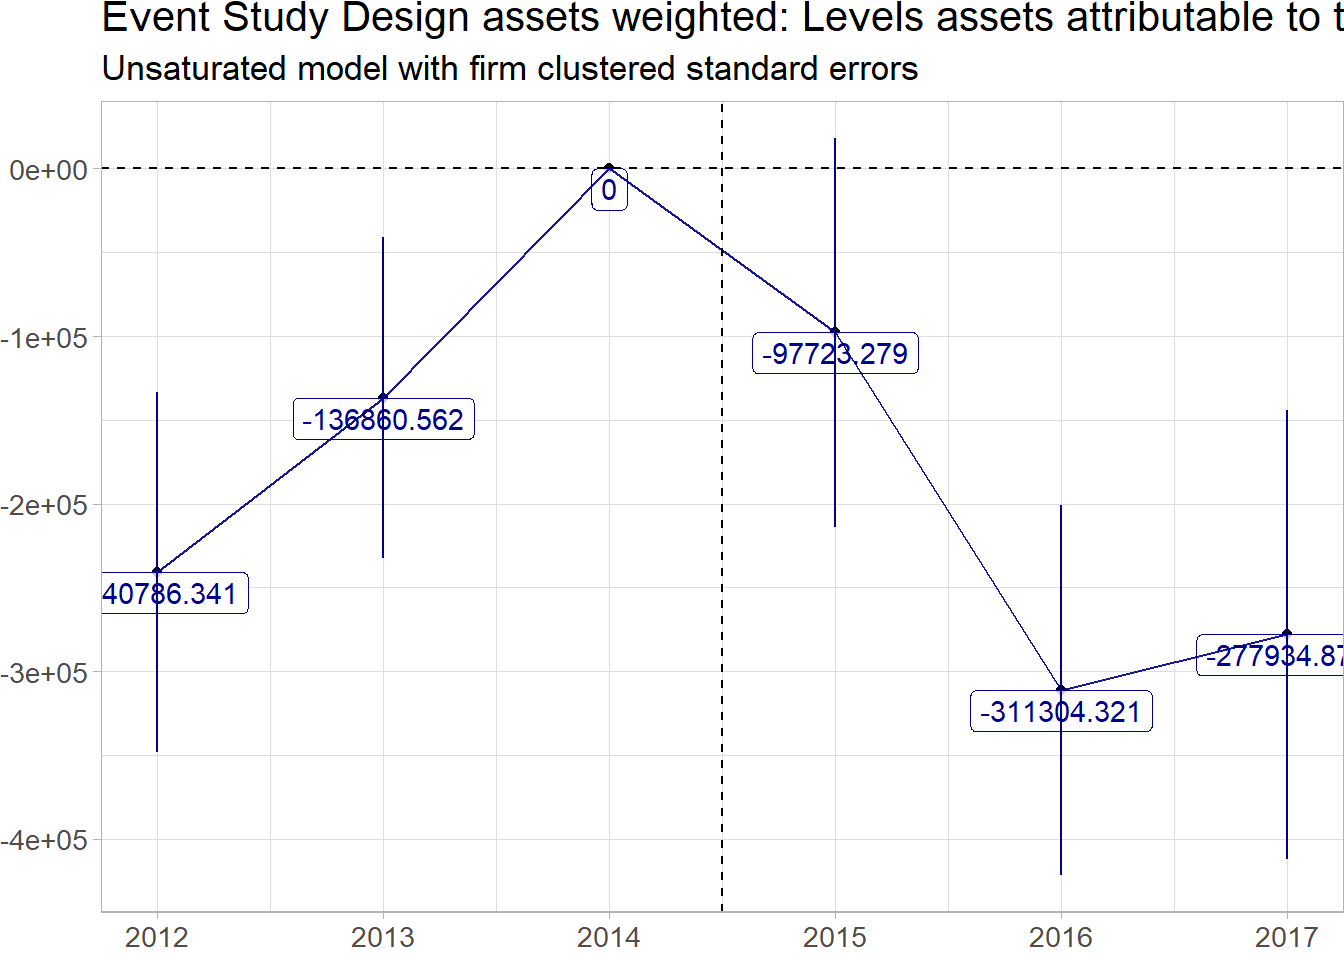 Event Study Design assets weighted: Levels assets attributable to t
Unsaturated model with firm clustered standard errors
0e+00
-1e+05
-2e+05
-3e+05
-4e+05
0
-97723.279
-136860.562
40786.341
-277934.87
-311304.321
2012 2013 2014 2015 2016 2017